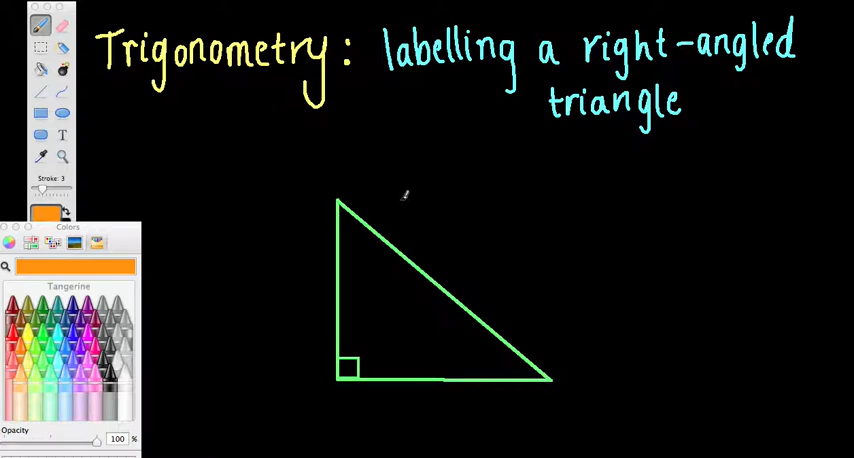 Trigonometry: labelling a right-angled
triangle
T
Stroke: 3
Colors
Tangerine
Opacity
100 %